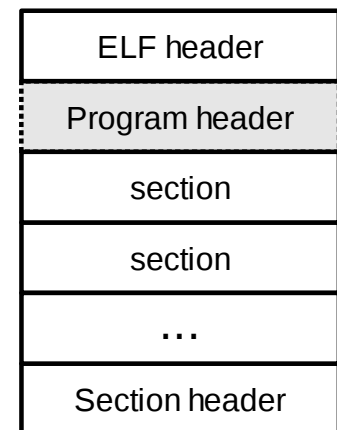 ELF header
Program header
section
section
...
Section header